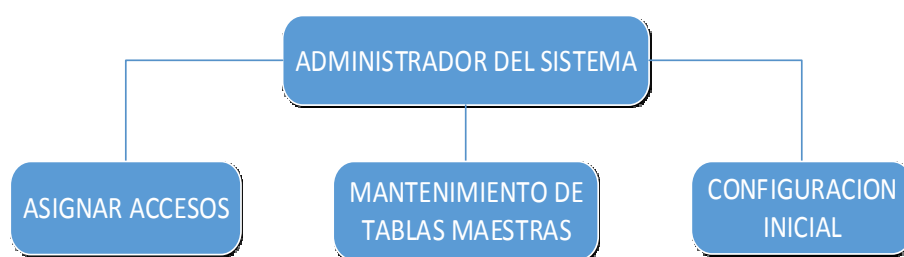 ADMINISTRADOR DEL SISTEMA
ASIGNAR ACCESOS
MANTENIMIENTO DE
TABLAS MAESTRAS
CONFIGURACION
INICIAL